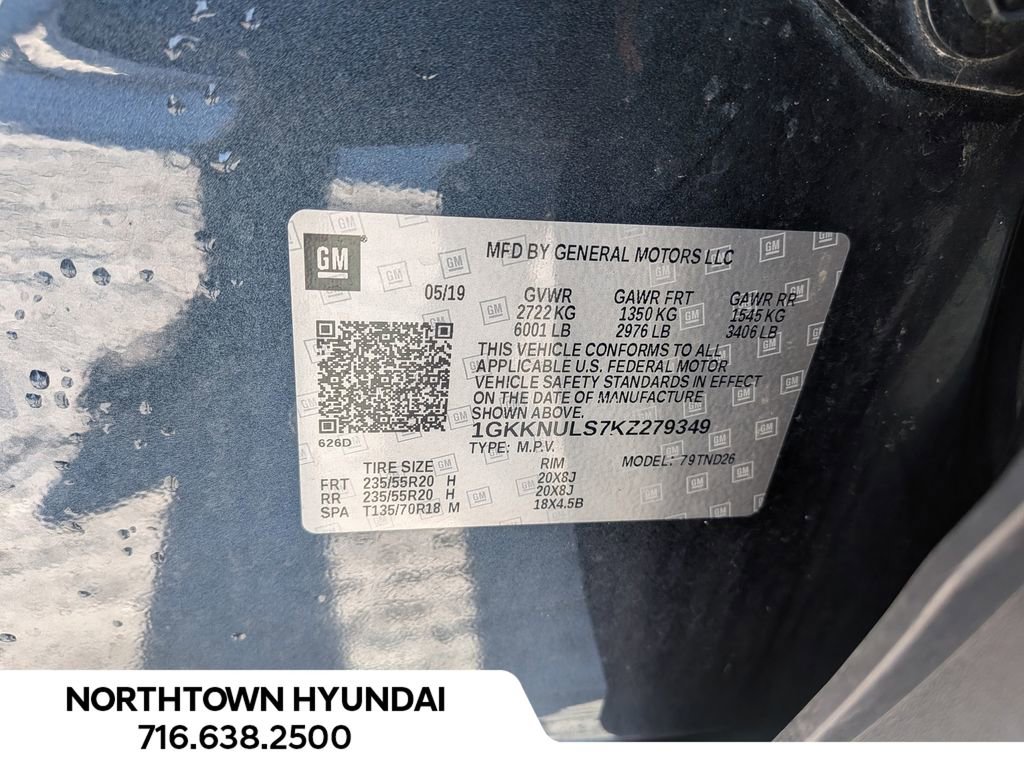 GM
MFD BY GENERAL MOTORS LLC
05/19 GVWR GAWR FRT GAWR RR
2722 KG 1350 KG 1545 KG
6001 LB 2976 LB 3406 LB
THIS VEHICLE CONFORMS TO ALL
APPLICABLE U.S. FEDERAL MOTOR
VEHICLE SAFETY STANDARDS IN EFFECT
ON THE DATE OF MANUFACTURE
SHOWN ABOVE.
626D
1GKKNULS7KZ279349
TYPE: M.P.V. MODEL: 79TND26
TIRE SIZE RIM
FRT 235/55R20 H 20X8J
RR 235/55R20 H 20X8J
SPA T135/70R18 M 18X4.5B
NORTHTOWN HYUNDAI
716.638.2500